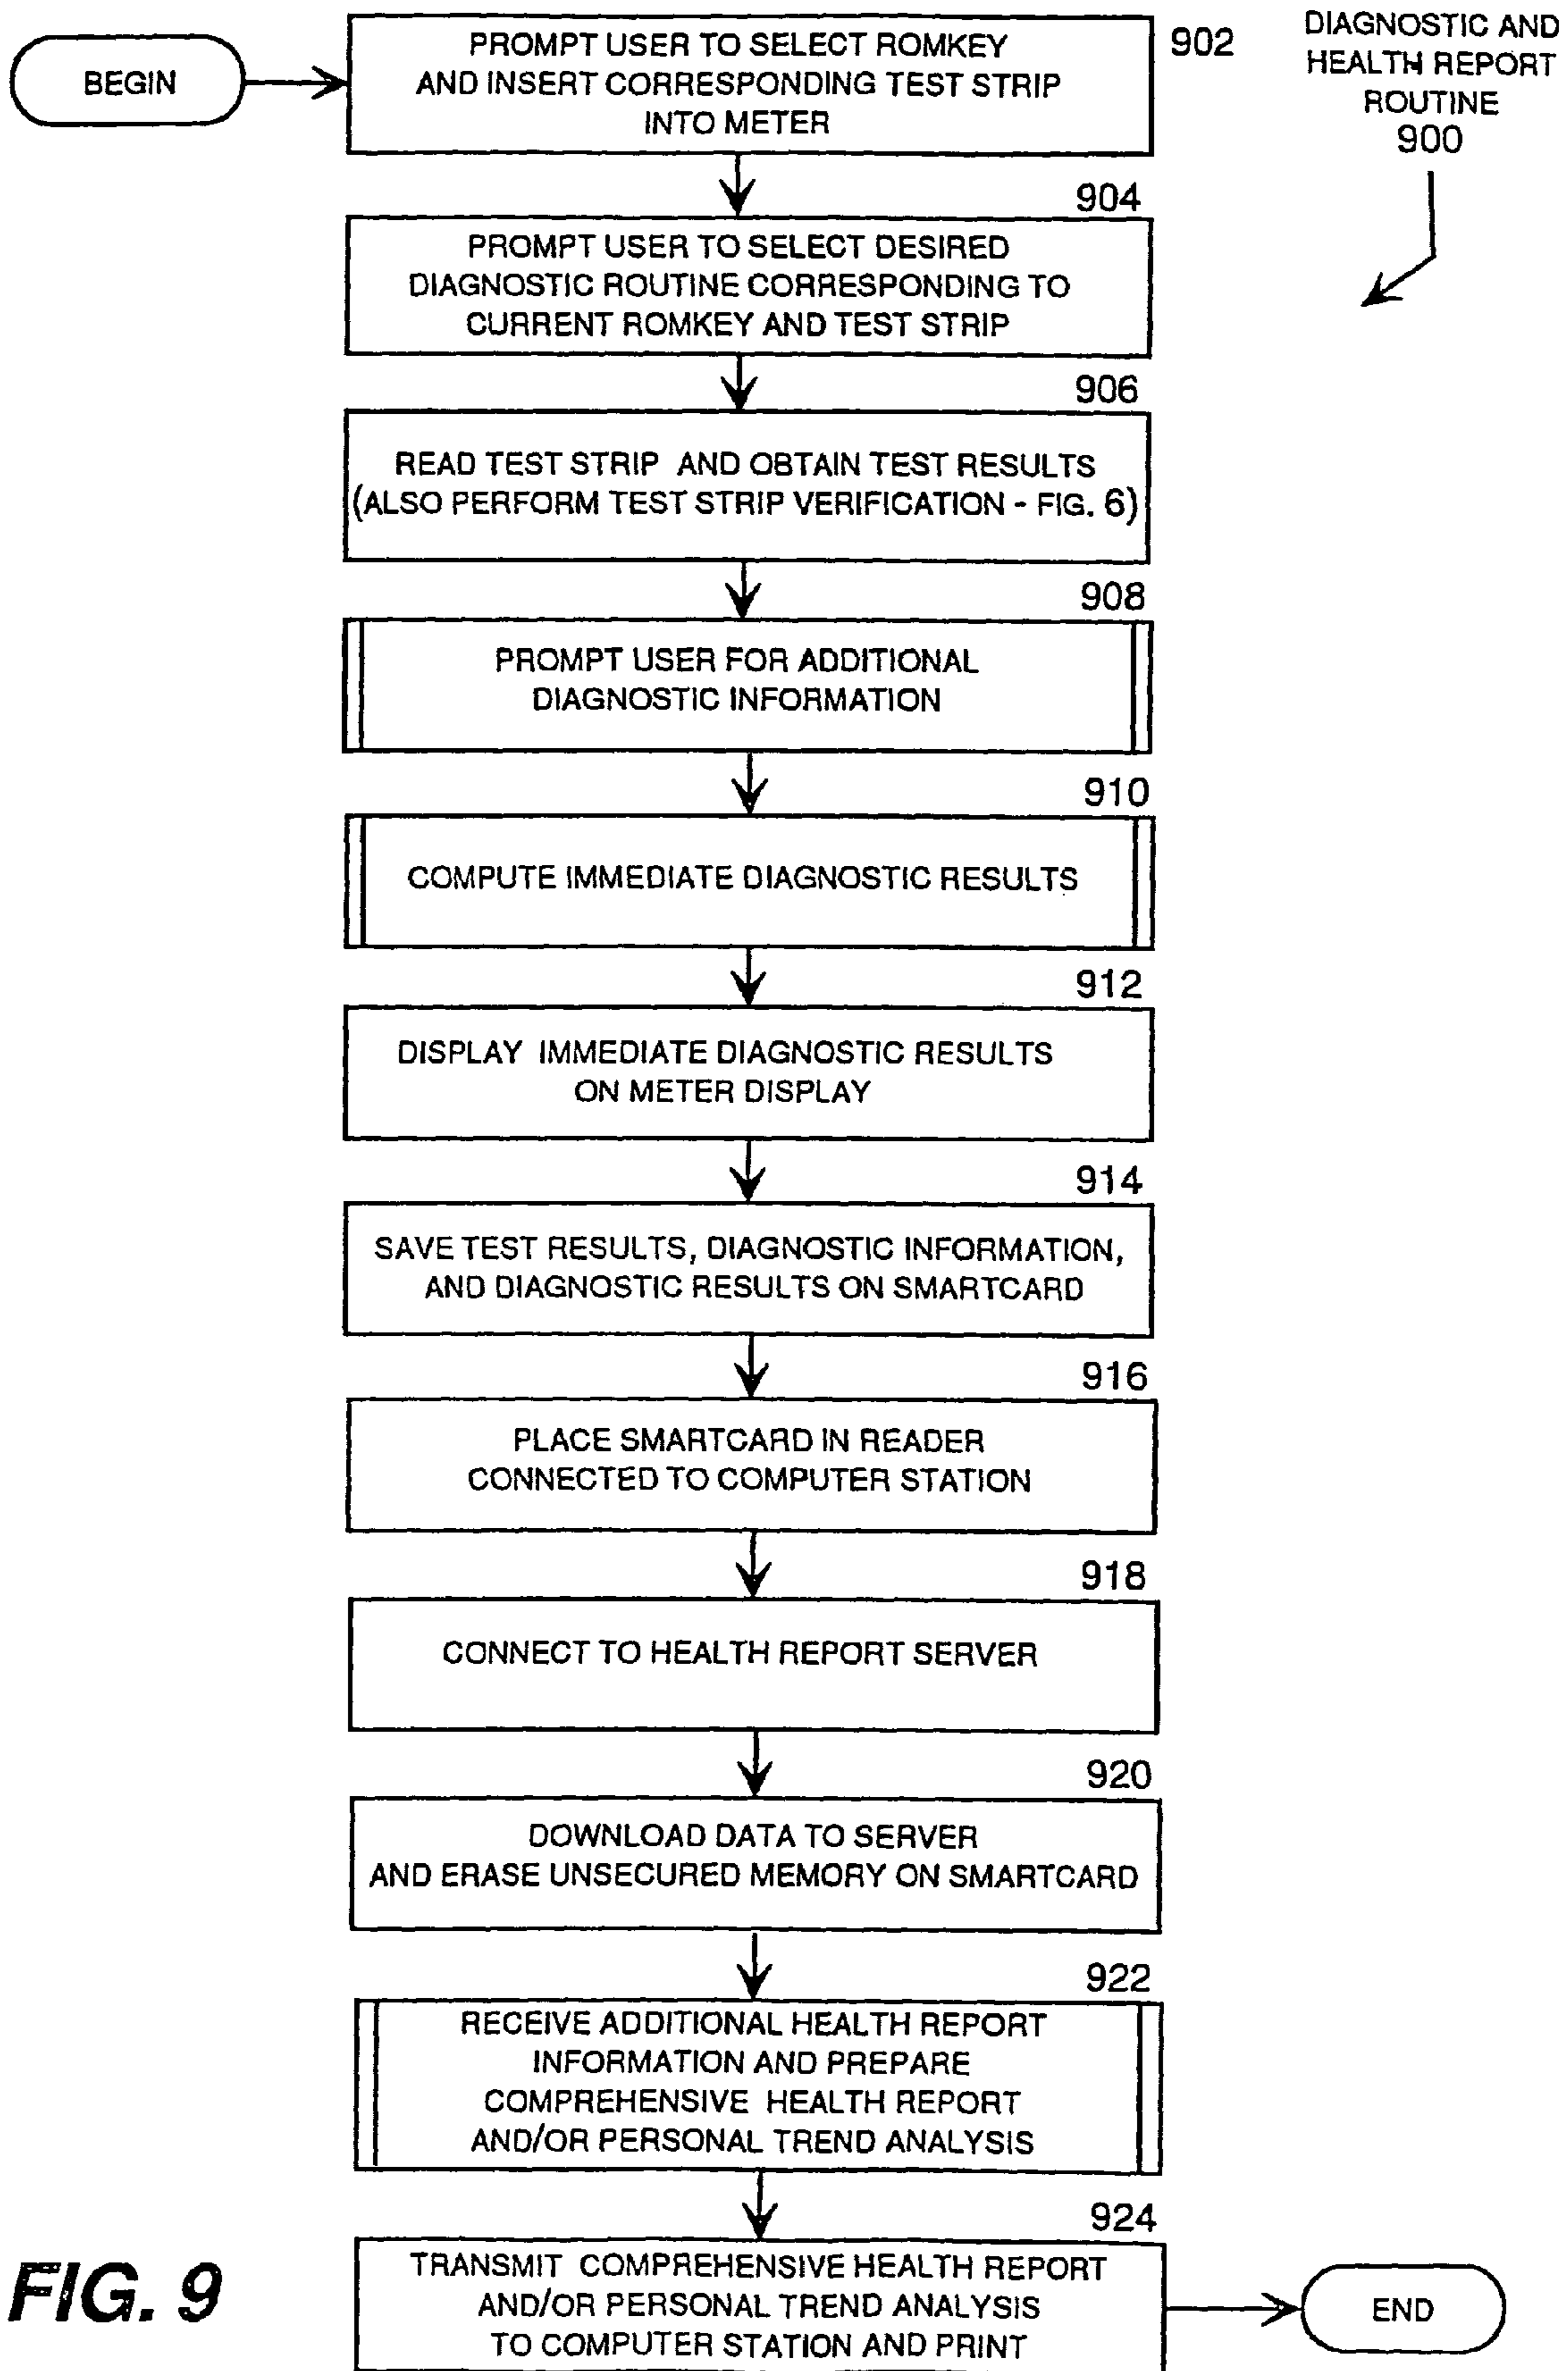 BEGIN
PROMPT USER TO SELECT ROMKEY
AND INSERT CORRESPONDING TEST STRIP
INTO METER
902
DIAGNOSTIC AND
HEALTH REPORT
ROUTINE
900
904
PROMPT USER TO SELECT DESIRED
DIAGNOSTIC ROUTINE CORRESPONDING TO
CURRENT ROMKEY AND TEST STRIP
906
READ TEST STRIP AND OBTAIN TEST RESULTS
(ALSO PERFORM TEST STRIP VERIFICATION - FIG. 6)
908
PROMPT USER FOR ADDITIONAL
DIAGNOSTIC INFORMATION
910
COMPUTE IMMEDIATE DIAGNOSTIC RESULTS
912
DISPLAY IMMEDIATE DIAGNOSTIC RESULTS
ON METER DISPLAY
914
SAVE TEST RESULTS, DIAGNOSTIC INFORMATION,
AND DIAGNOSTIC RESULTS ON SMARTCARD
916
PLACE SMARTCARD IN READER
CONNECTED TO COMPUTER STATION
918
CONNECT TO HEALTH REPORT SERVER
920
DOWNLOAD DATA TO SERVER
AND ERASE UNSECURED MEMORY ON SMARTCARD
922
RECEIVE ADDITIONAL HEALTH REPORT
INFORMATION AND PREPARE
COMPREHENSIVE HEALTH REPORT
AND/OR PERSONAL TREND ANALYSIS
924
TRANSMIT COMPREHENSIVE HEALTH REPORT
AND/OR PERSONAL TREND ANALYSIS
TO COMPUTER STATION AND PRINT
END
FIG. 9